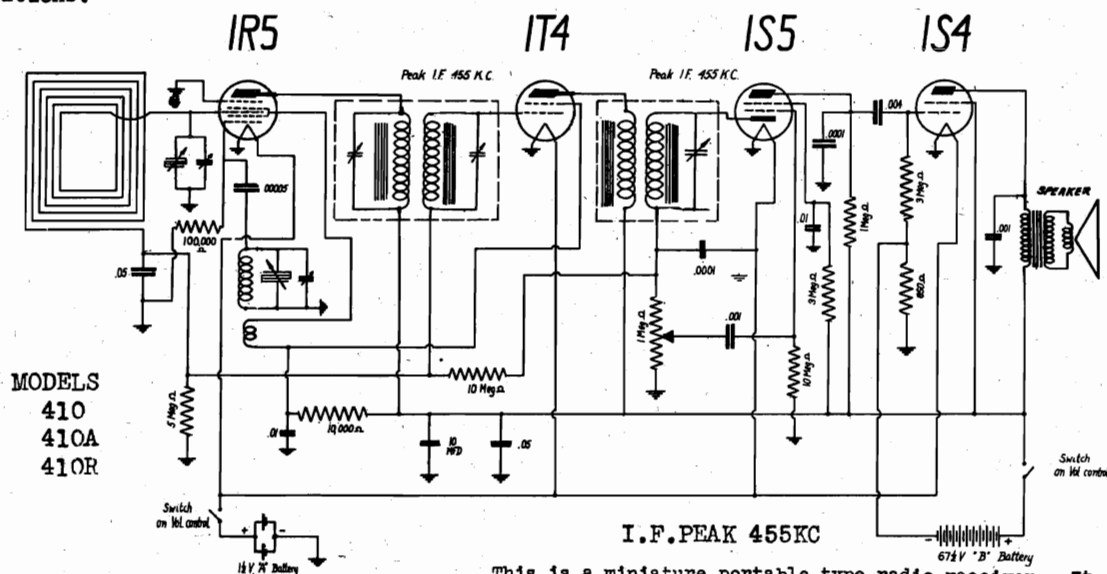 IR5
IT4
IS5
IS4
Peak I.F. 455 K.C.
Peak I.F. 455 K.C.
.00005
.0001
.004
SPEAKER
100,000 Ω
.05
.01
1 Meg Ω
3 Meg Ω
3 Meg Ω
850 Ω
.001
.0001
1 Meg Ω
.001
10 Meg Ω
10 Meg Ω
5 Meg Ω
.01
10,000 Ω
10 MFD
.05
MODELS
410
410A
410R
Switch
on Vol. control
+ -
1½ V "A" Battery
I.F.PEAK 455KC
Switch
on Vol control
- +
67½ V "B" Battery
This is a miniature portable type radio receiver.